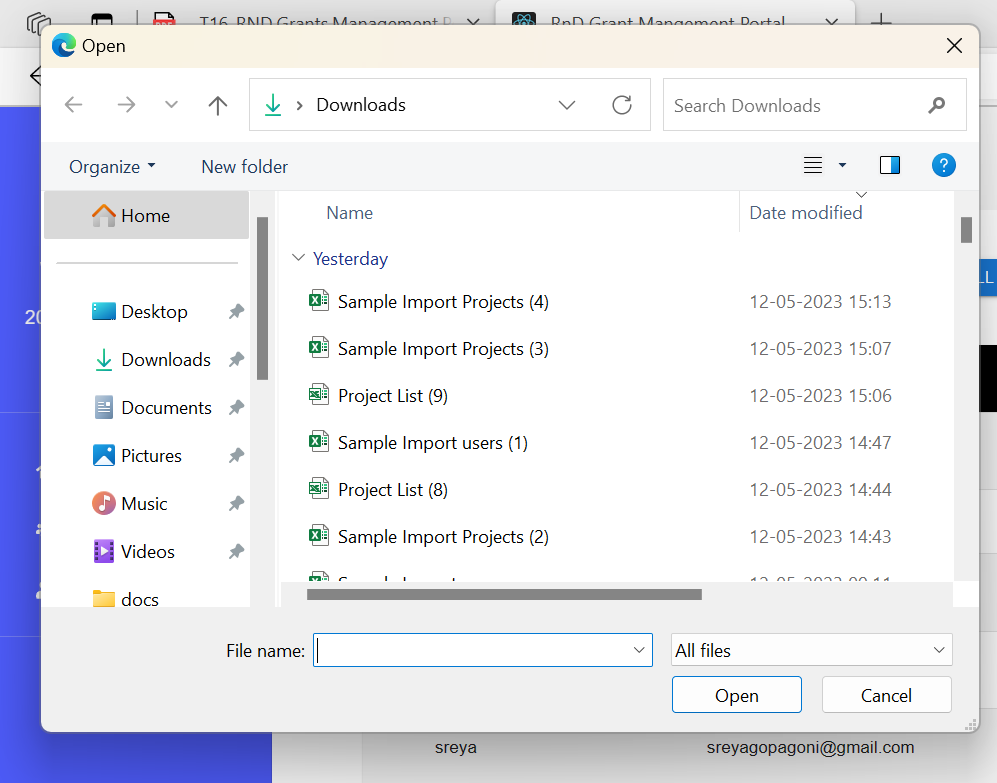 T16_RND Grants Management P
RnD Grant Mangement Portal
Open
Downloads
Search Downloads
Organize
New folder
?
Home
Name
Date modified
Yesterday
Sample Import Projects (4) 12-05-2023 15:13
Desktop
Sample Import Projects (3) 12-05-2023 15:07
Downloads
Project List (9) 12-05-2023 15:06
Documents
Sample Import users (1) 12-05-2023 14:47
Pictures
Project List (8) 12-05-2023 14:44
Music
Sample Import Projects (2) 12-05-2023 14:43
Videos
docs
File name:
All files
Open
Cancel
sreya sreyagopagoni@gmail.com